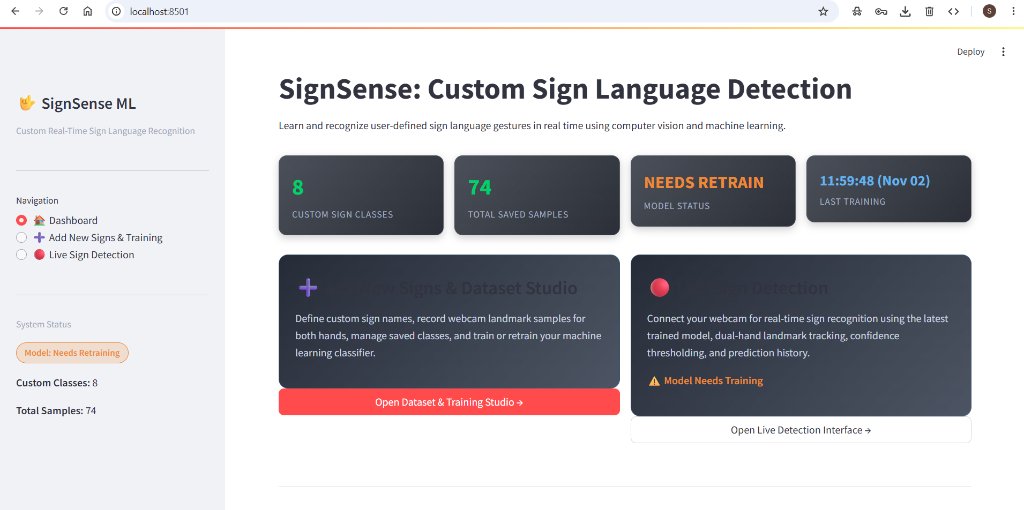 localhost:8501
S
Deploy
SignSense ML
Custom Real-Time Sign Language Recognition
Navigation
Dashboard
Add New Signs & Training
Live Sign Detection
System Status
Model: Needs Retraining
Custom Classes: 8
Total Samples: 74
SignSense: Custom Sign Language Detection
Learn and recognize user-defined sign language gestures in real time using computer vision and machine learning.
8
CUSTOM SIGN CLASSES
74
TOTAL SAVED SAMPLES
NEEDS RETRAIN
MODEL STATUS
11:59:48 (Nov 02)
LAST TRAINING
Signs & Dataset Studio
Define custom sign names, record webcam landmark samples for
both hands, manage saved classes, and train or retrain your machine
learning classifier.
Open Dataset & Training Studio →
Detection
Connect your webcam for real-time sign recognition using the latest
trained model, dual-hand landmark tracking, confidence
thresholding, and prediction history.
⚠ Model Needs Training
Open Live Detection Interface →